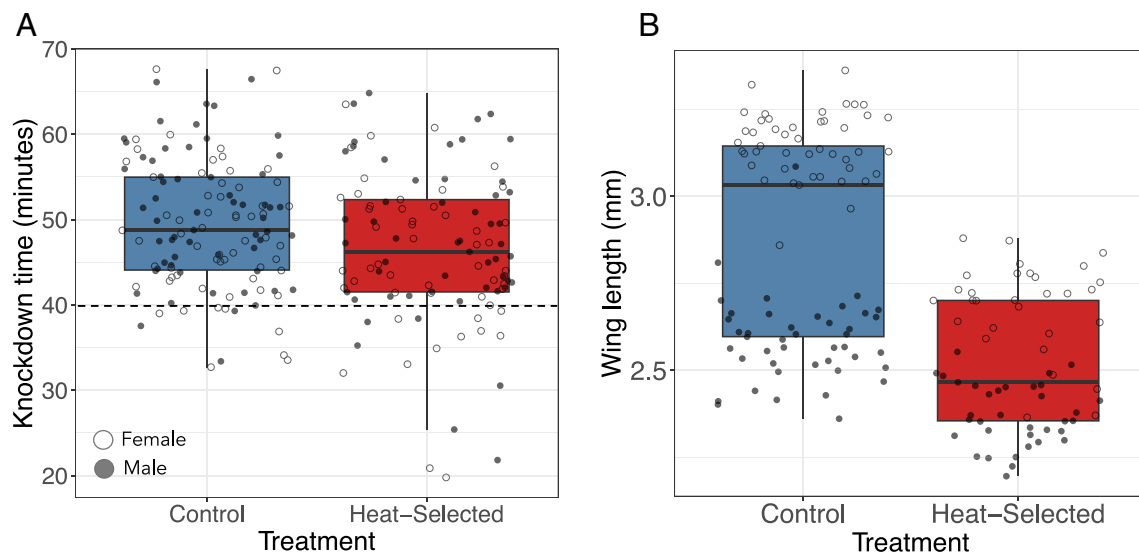 A
Knockdown time (minutes)
70
60
50
40
30
20
Female
Male
Control
Heat−Selected
Treatment
B
Wing length (mm)
3.0
2.5
Control
Heat−Selected
Treatment